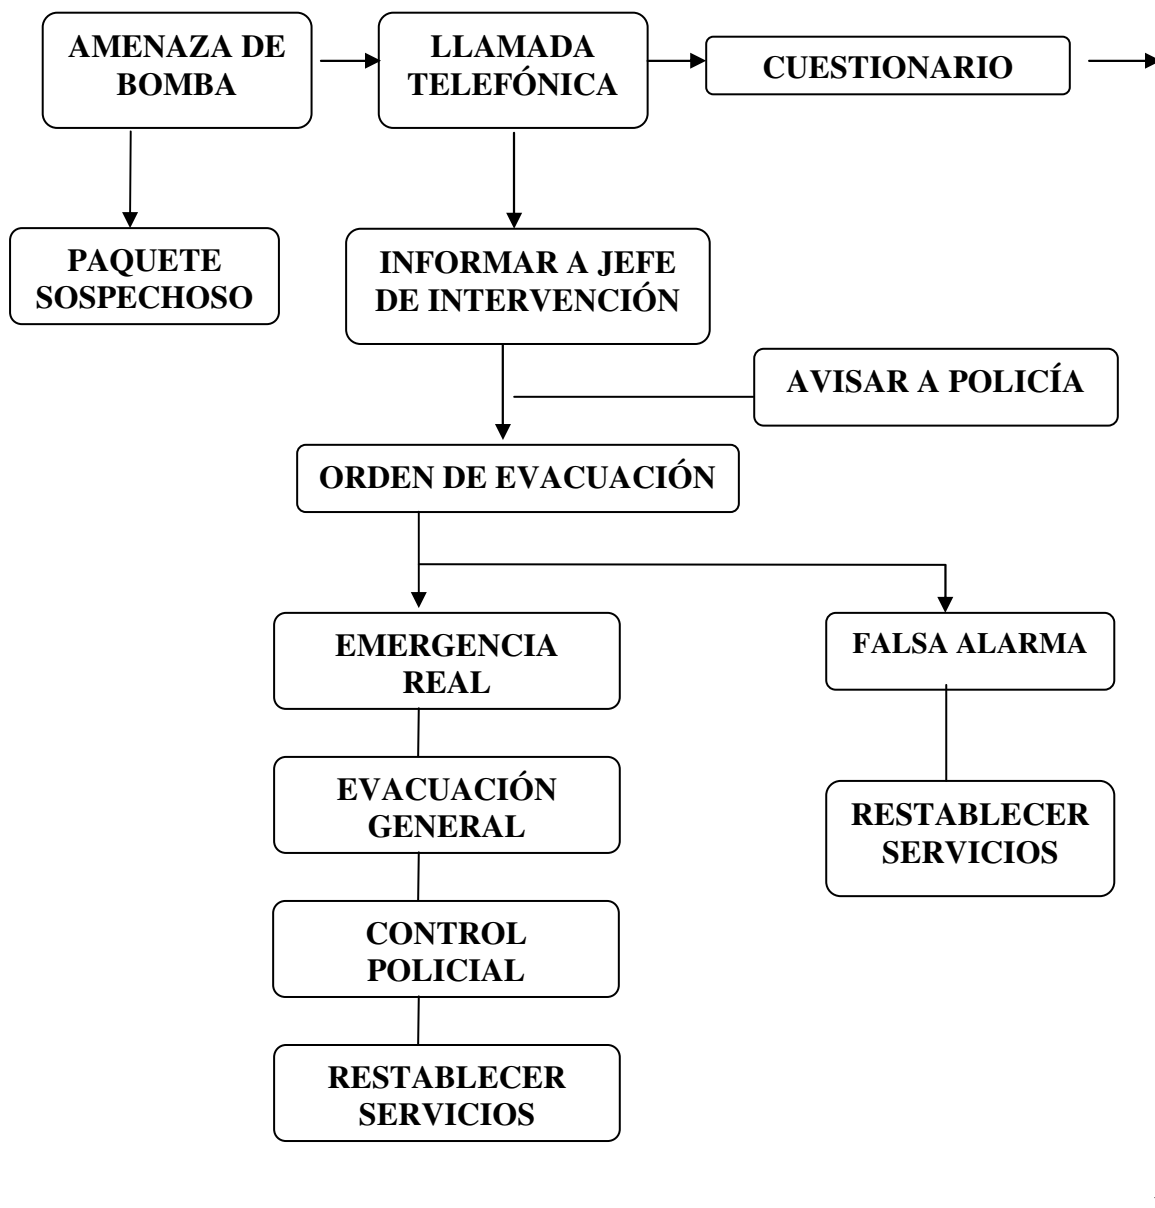 AMENAZA DE
BOMBA
LLAMADA
TELEFÓNICA
CUESTIONARIO
PAQUETE
SOSPECHOSO
INFORMAR A JEFE
DE INTERVENCIÓN
AVISAR A POLICÍA
ORDEN DE EVACUACIÓN
EMERGENCIA
REAL
FALSA ALARMA
EVACUACIÓN
GENERAL
RESTABLECER
SERVICIOS
CONTROL
POLICIAL
RESTABLECER
SERVICIOS